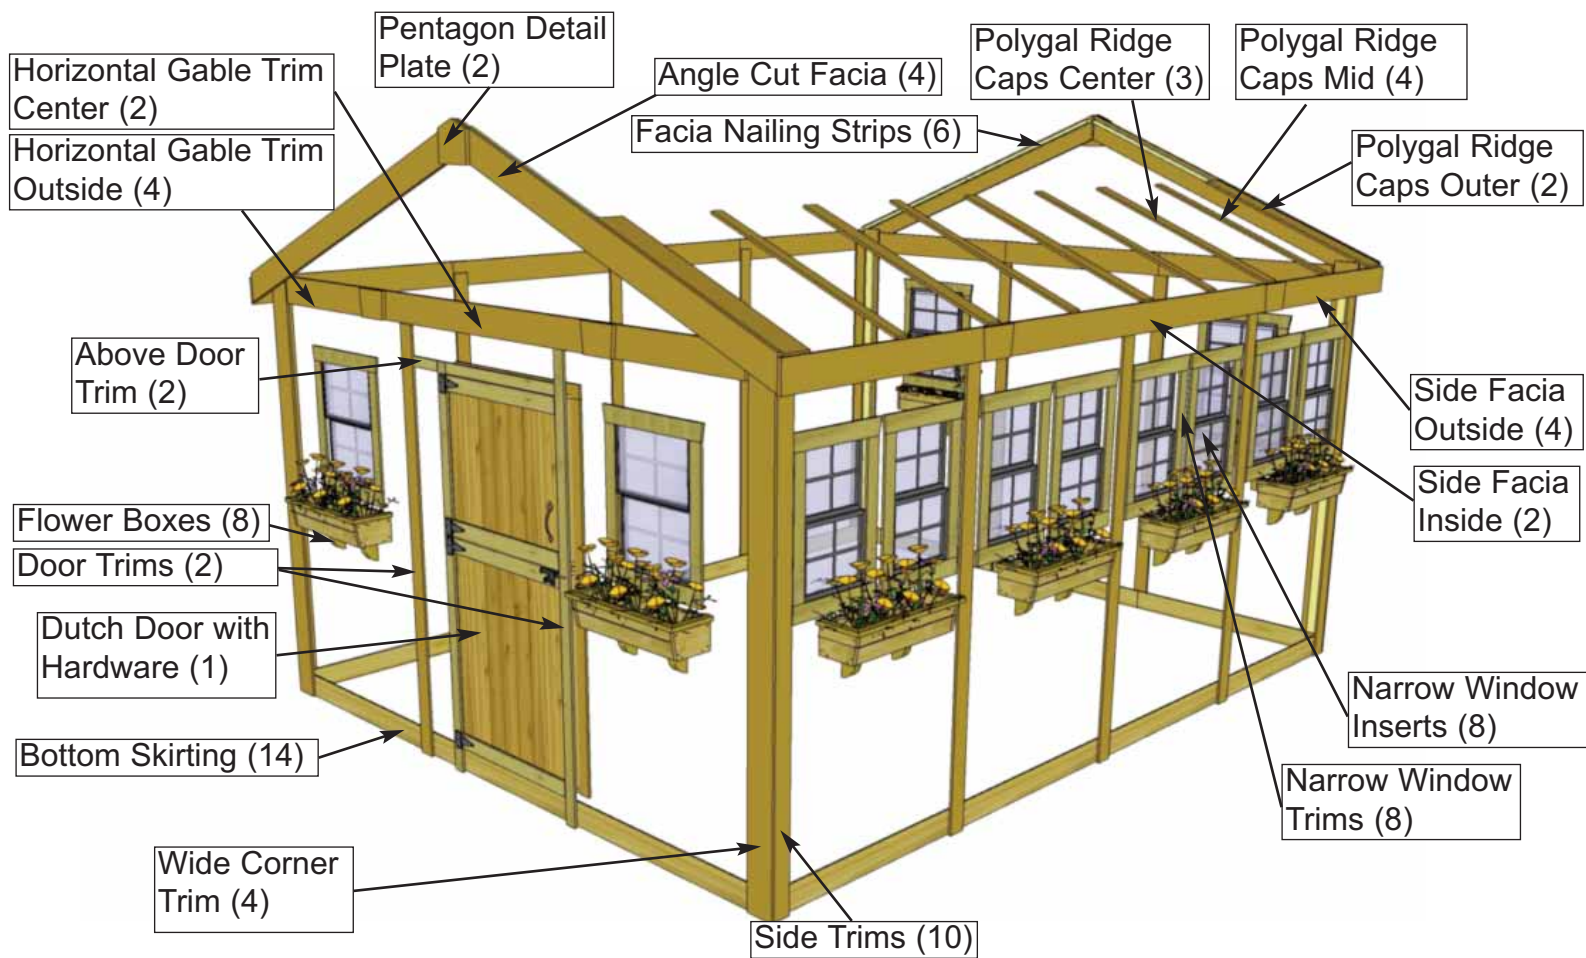 Pentagon Detail
Plate (2)
Horizontal Gable Trim
Center (2)
Angle Cut Facia (4)
Polygal Ridge
Caps Center (3)
Polygal Ridge
Caps Mid (4)
Facia Nailing Strips (6)
Horizontal Gable Trim
Outside (4)
Polygal Ridge
Caps Outer (2)
Above Door
Trim (2)
Side Facia
Outside (4)
Side Facia
Inside (2)
Flower Boxes (8)
Door Trims (2)
Dutch Door with
Hardware (1)
Narrow Window
Inserts (8)
Bottom Skirting (14)
Narrow Window
Trims (8)
Wide Corner
Trim (4)
Side Trims (10)